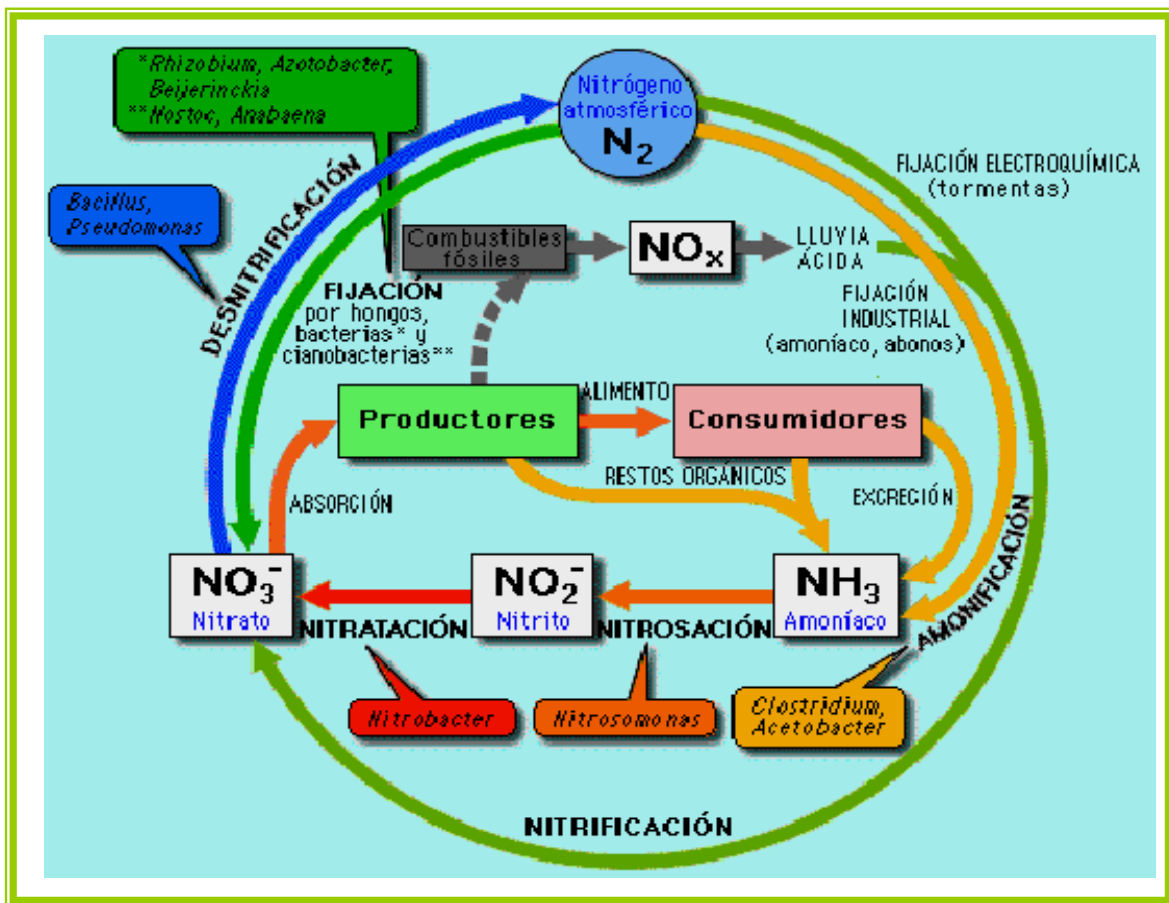 *Rhizobium, Azotobacter,
Beijerinckia
**Nostoc, Anabaena
Nitrógeno
atmosférico
N2
FIJACIÓN ELECTROQUÍMICA
(tormentas)
Bacillus,
Pseudomonas
DESNITRIFICACIÓN
Combustibles
fósiles
NOx
LLUVIA
ÁCIDA
FIJACIÓN
por hongos,
bacterias* y
cianobacterias**
FIJACIÓN
INDUSTRIAL
(amoníaco, abonos)
Productores
ALIMENTO
Consumidores
RESTOS ORGÁNICOS
EXCRECIÓN
ABSORCIÓN
AMONIFICACIÓN
NO3-
Nitrato
NITRATACIÓN
NO2-
Nitrito
NITROSACIÓN
NH3
Amoníaco
Nitrobacter
Nitrosomonas
Clostridium,
Acetobacter
NITRIFICACIÓN